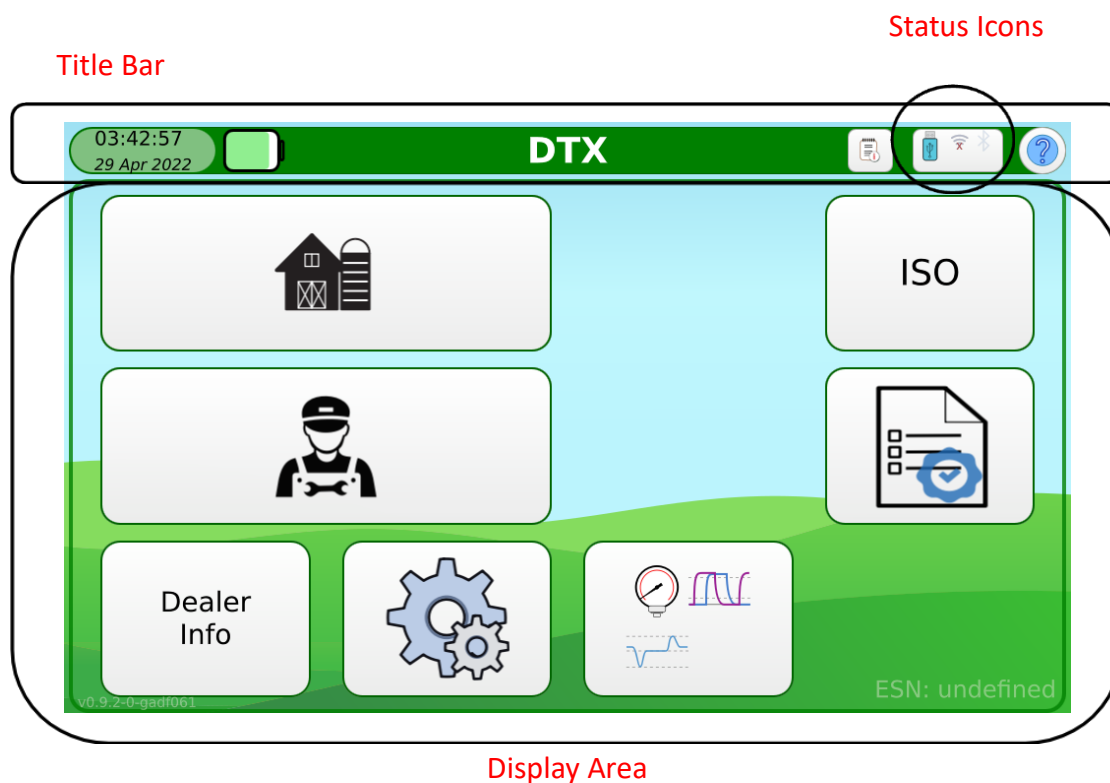 Status Icons
Title Bar
03:42:57
29 Apr 2022
DTX
?
ISO
Dealer
Info
v0.9.2-0-gadf061
ESN: undefined
Display Area